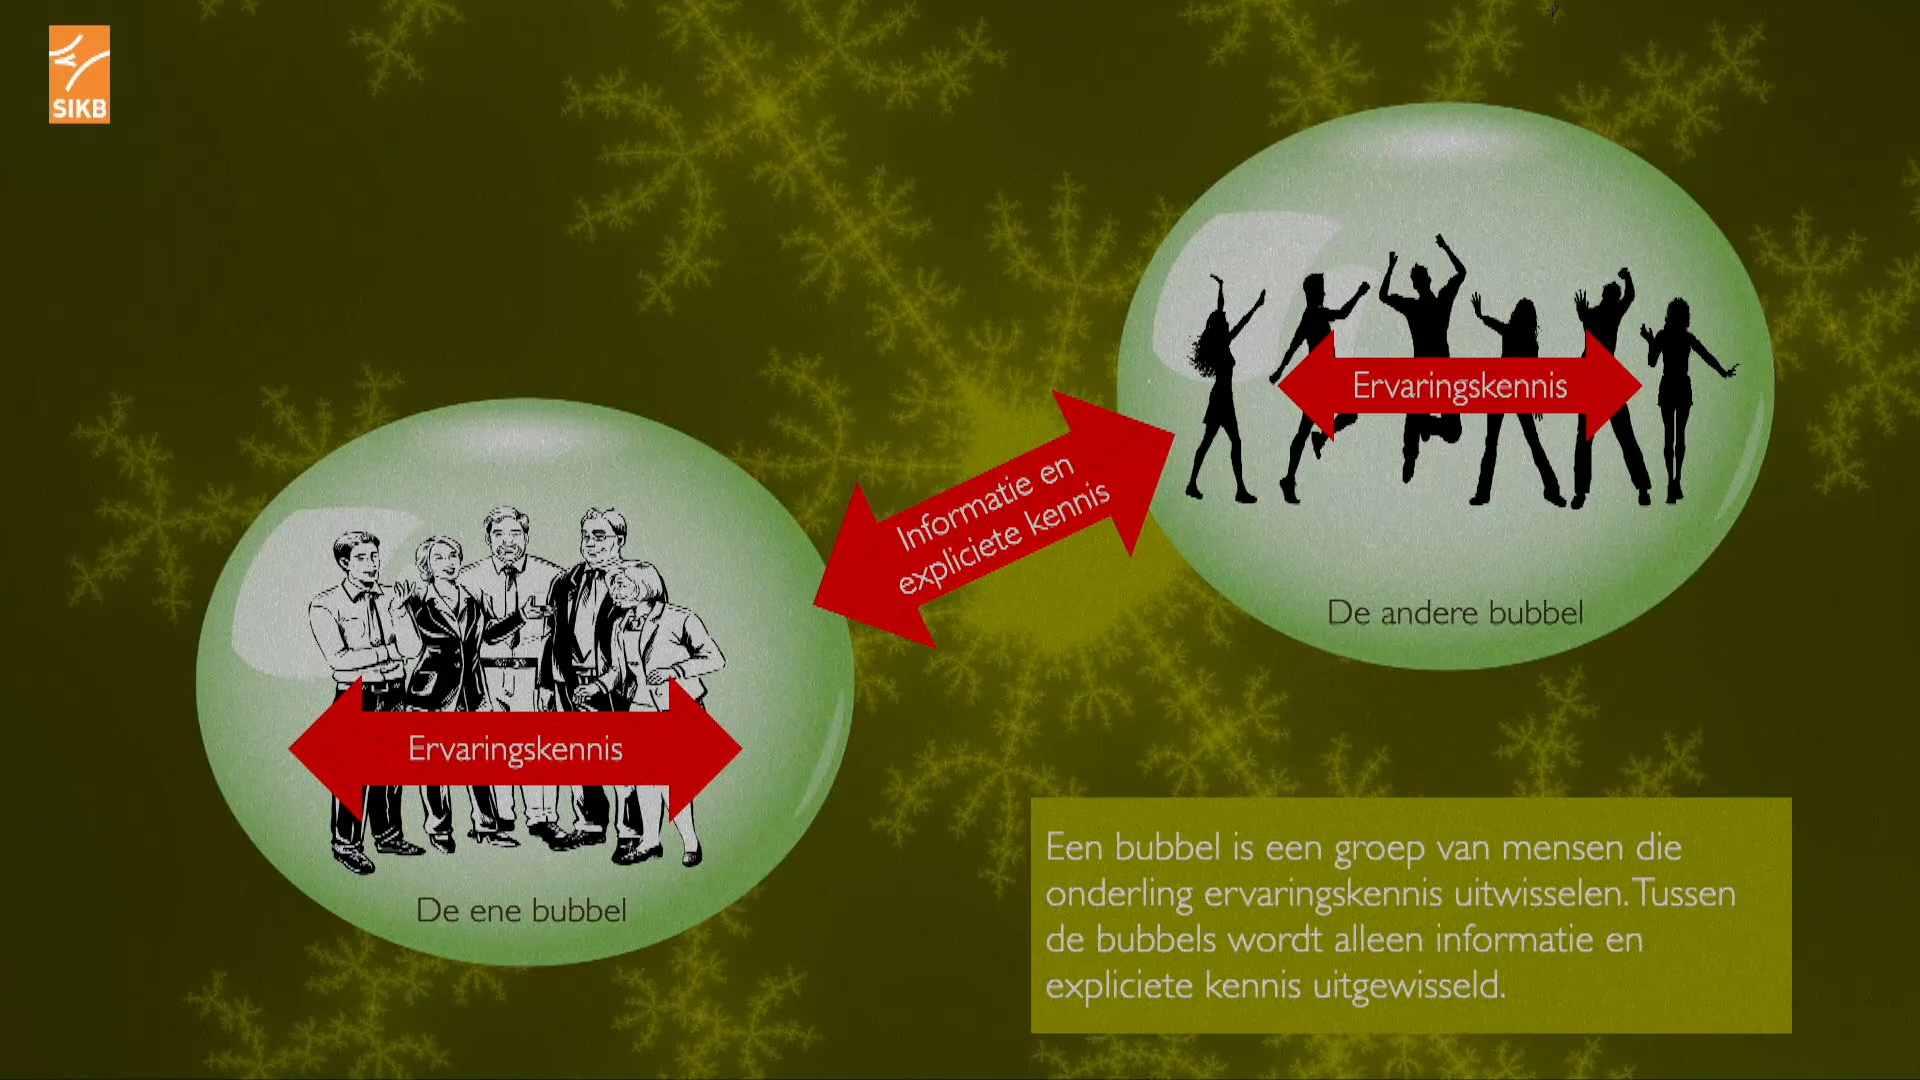 SIKB
Ervaringskennis
Informatie en
expliciete kennis
De andere bubbel
Ervaringskennis
De ene bubbel
Een bubbel is een groep van mensen die
onderling ervaringskennis uitwisselen. Tussen
de bubbels wordt alleen informatie en
expliciete kennis uitgewisseld.